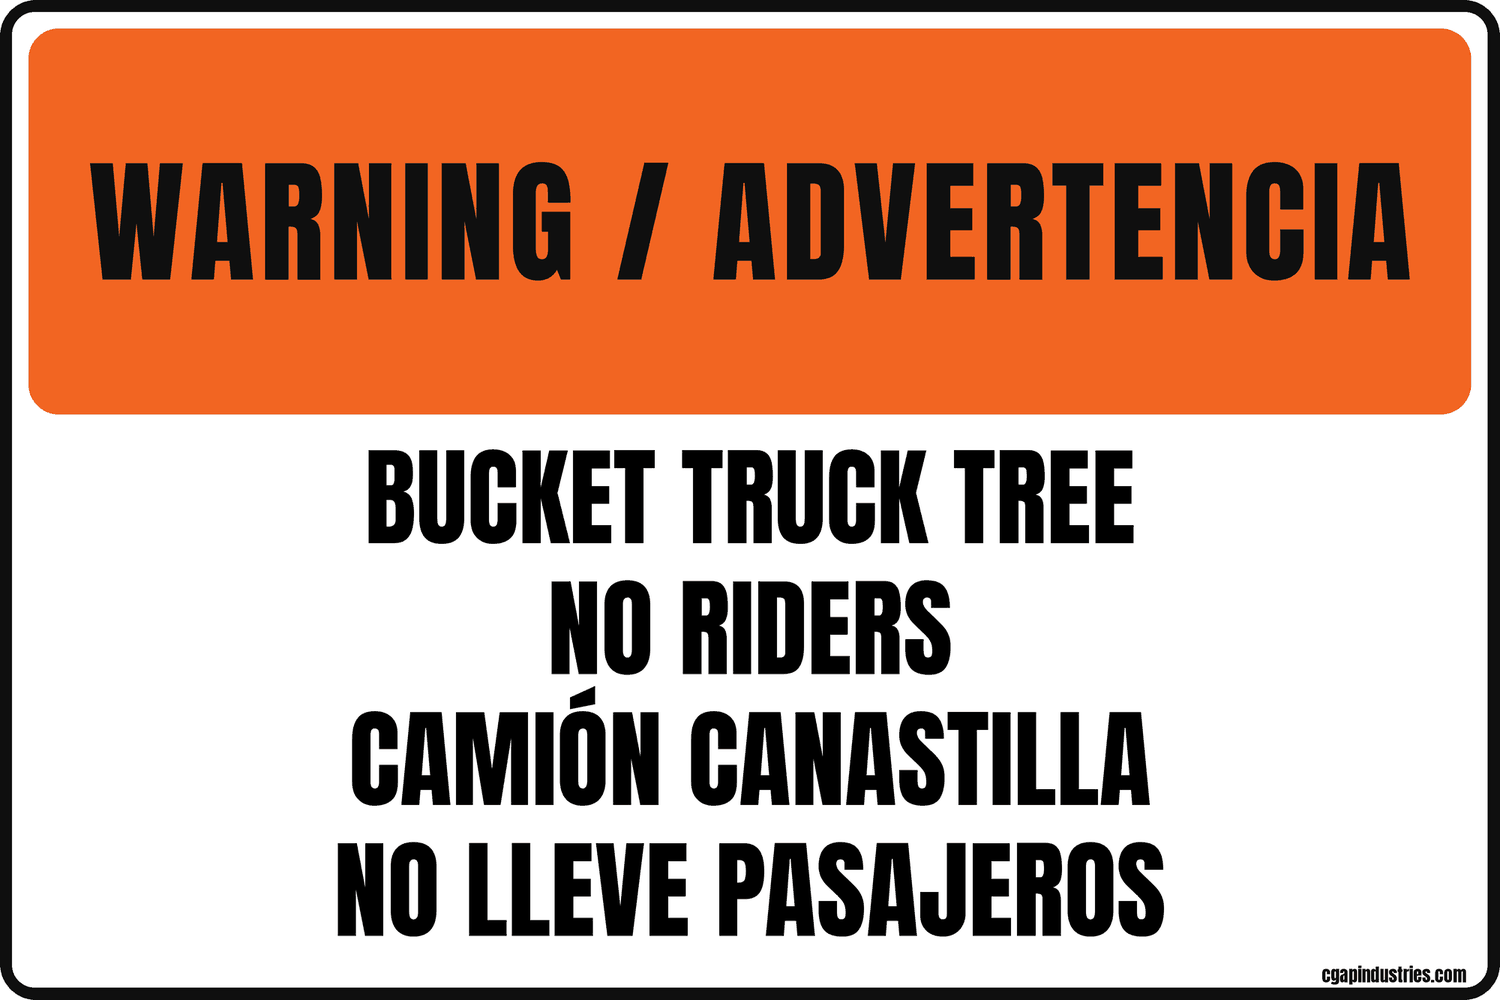 WARNING / ADVERTENCIA
BUCKET TRUCK TREE
NO RIDERS
CAMIÓN CANASTILLA
NO LLEVE PASAJEROS
cgapindustries.com